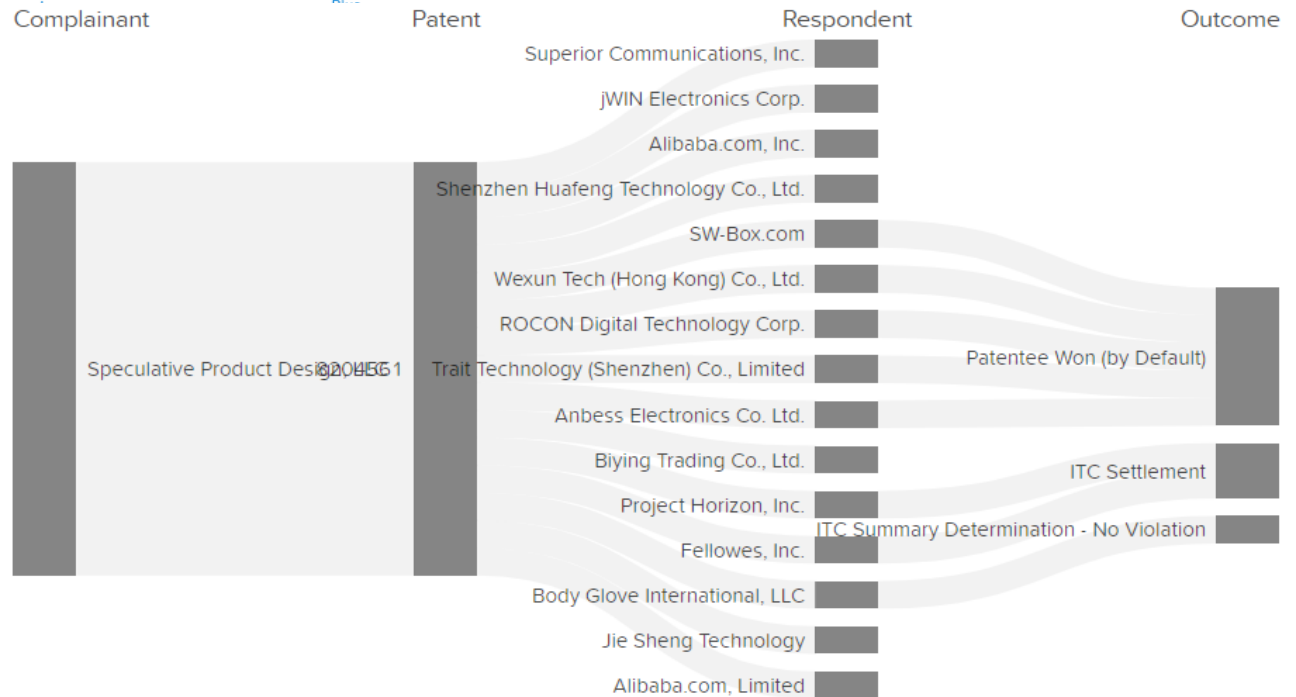 Complainant
Patent
Respondent
Outcome
Superior Communications, Inc.
jWIN Electronics Corp.
Alibaba.com, Inc.
Shenzhen Huafeng Technology Co., Ltd.
SW-Box.com
Wexun Tech (Hong Kong) Co., Ltd.
ROCON Digital Technology Corp.
Patentee Won (by Default)
Speculative Product Design, LLC
8204561
Trait Technology (Shenzhen) Co., Limited
Anbess Electronics Co. Ltd.
Biying Trading Co., Ltd.
ITC Settlement
Project Horizon, Inc.
ITC Summary Determination - No Violation
Fellowes, Inc.
Body Glove International, LLC
Jie Sheng Technology
Alibaba.com, Limited